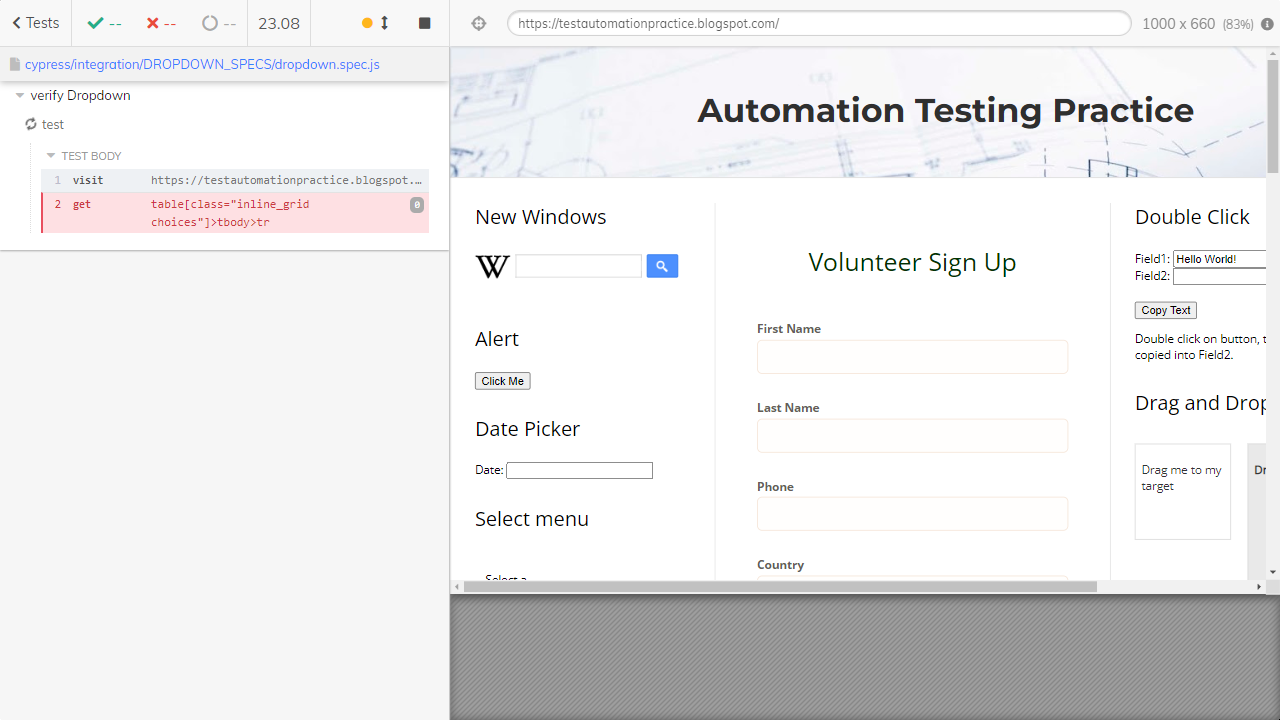 Tests
--
--
--
23.08
https://testautomationpractice.blogspot.com/
1000 x 660 (83%)
cypress/integration/DROPDOWN_SPECS/dropdown.spec.js
verify Dropdown
test
TEST BODY
1 visit https://testautomationpractice.blogspot.…
2 get table[class="inline_grid
choices"]>tbody>tr
0
Automation Testing Practice
New Windows
W
Alert
Click Me
Date Picker
Date:
Select menu
Select a
Volunteer Sign Up
First Name
Last Name
Phone
Country
Double Click
Field1: Hello World!
Field2:
Copy Text
Double click on button, t
copied into Field2.
Drag and Drop
Drag me to my
target
Dr